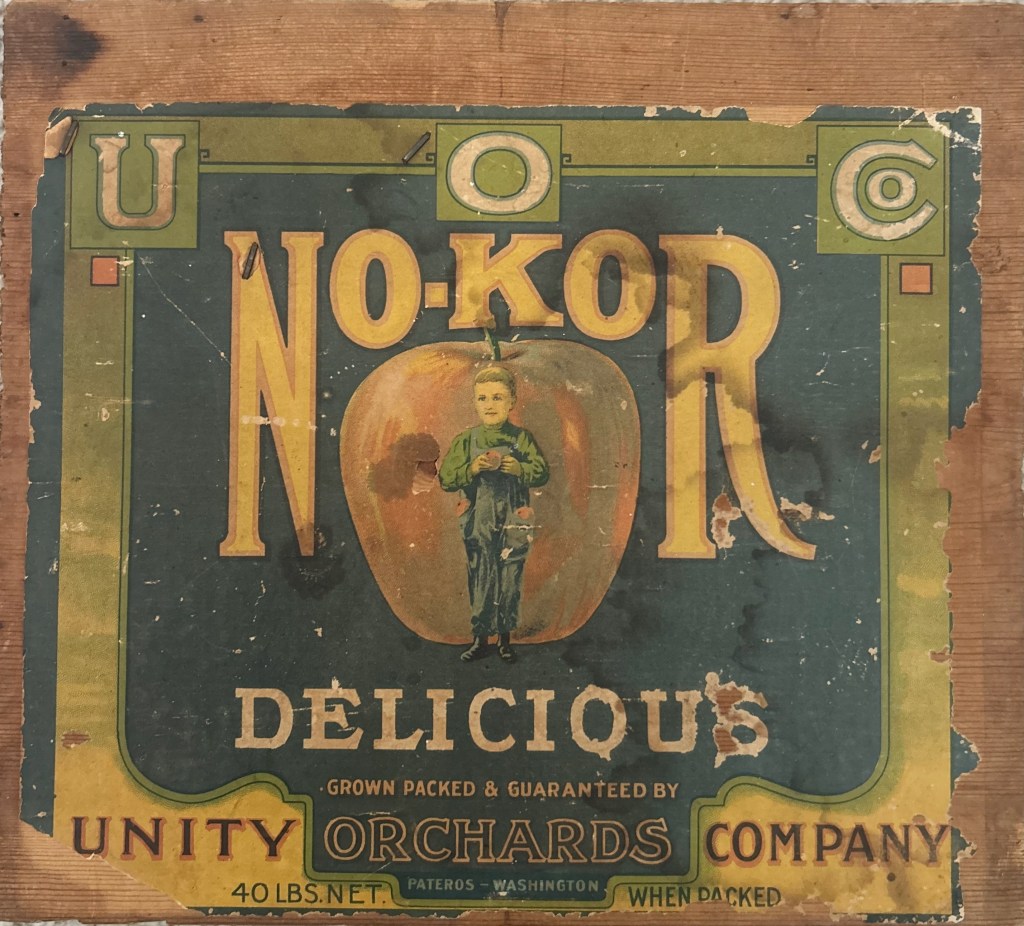 U O Co
NO-KOR
DELICIOUS
GROWN PACKED & GUARANTEED BY
UNITY ORCHARDS COMPANY
PATEROS - WASHINGTON
40 LBS. NET. WHEN PACKED